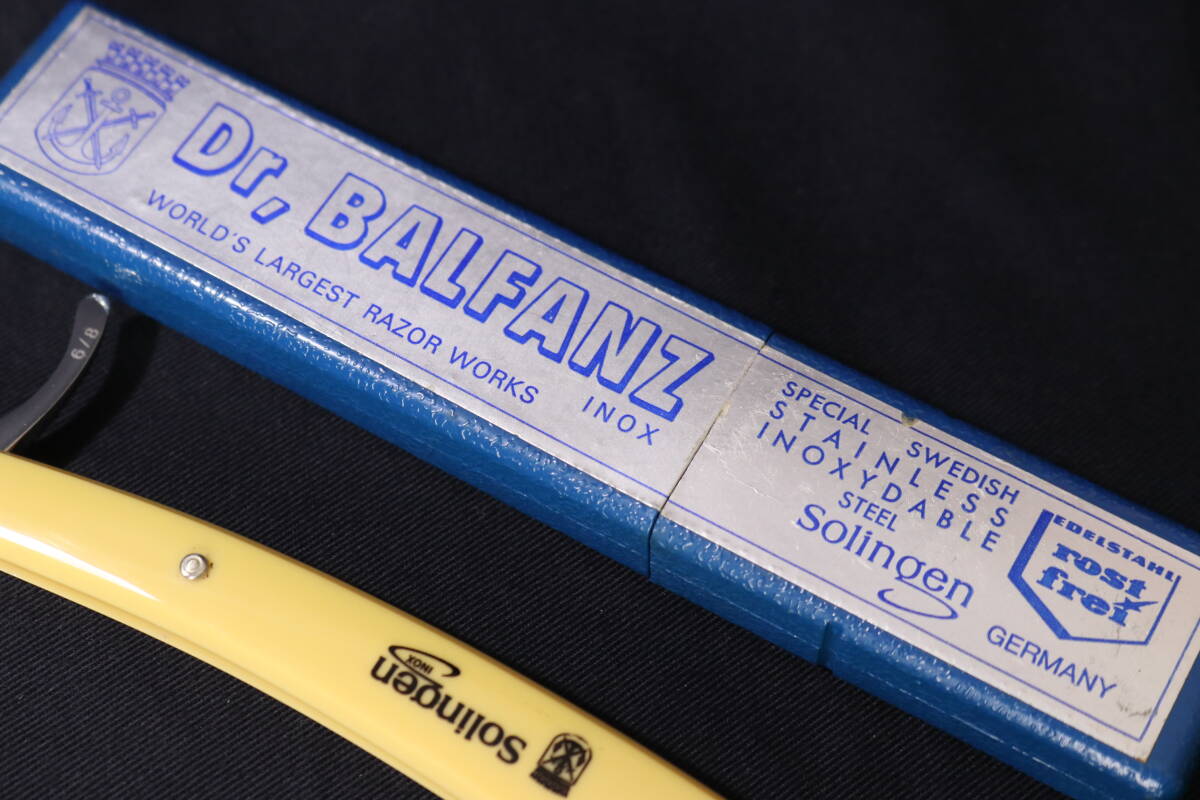 Dr, BALFANZ
WORLD'S LARGEST RAZOR WORKS INOX
SPECIAL SWEDISH
STAINLESS
INOXYDABLE
STEEL
Solingen
EDELSTAHL
rost
frei
GERMANY
6/8
Solingen
INOX